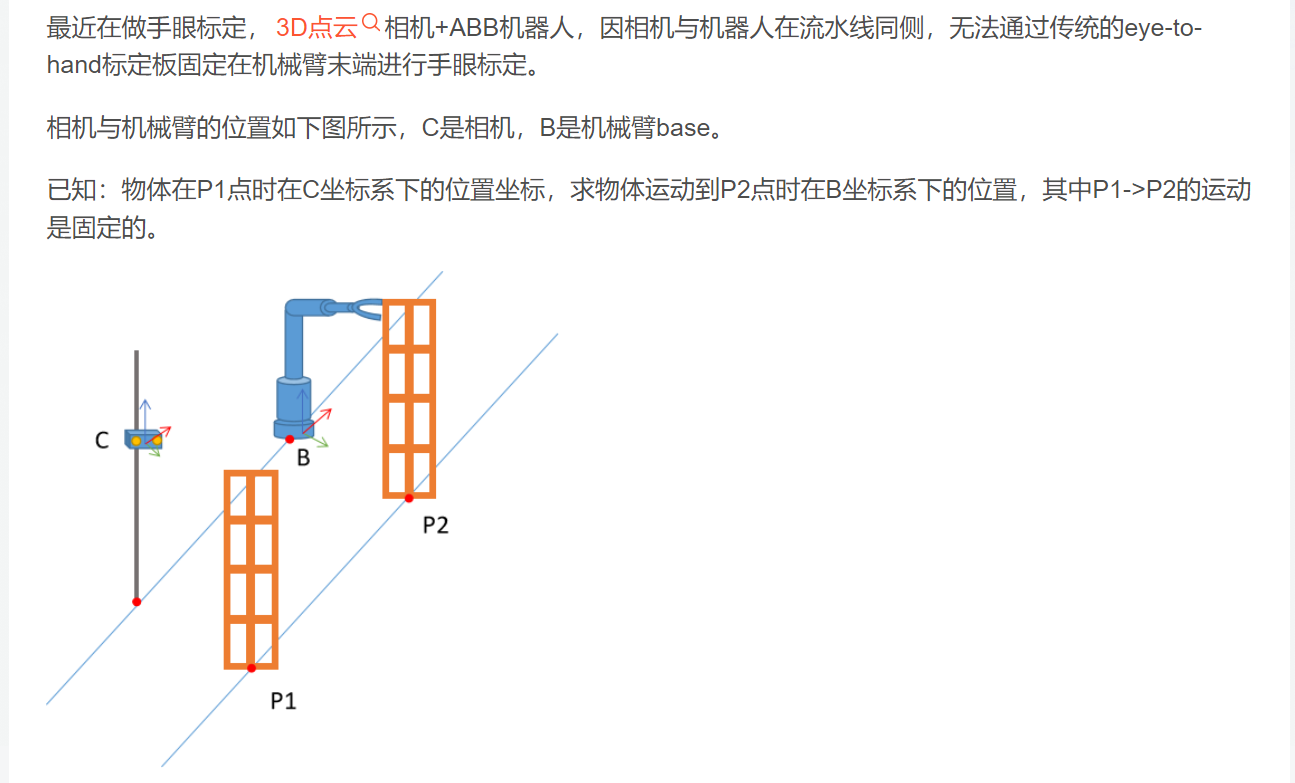 最近在做手眼标定， 3D点云 相机+ABB机器人，因相机与机器人在流水线同侧，无法通过传统的eye-to-
hand标定板固定在机械臂末端进行手眼标定。
相机与机械臂的位置如下图所示，C是相机，B是机械臂base。
已知：物体在P1点时在C坐标系下的位置坐标，求物体运动到P2点时在B坐标系下的位置，其中P1->P2的运动
是固定的。
C
B
P2
P1